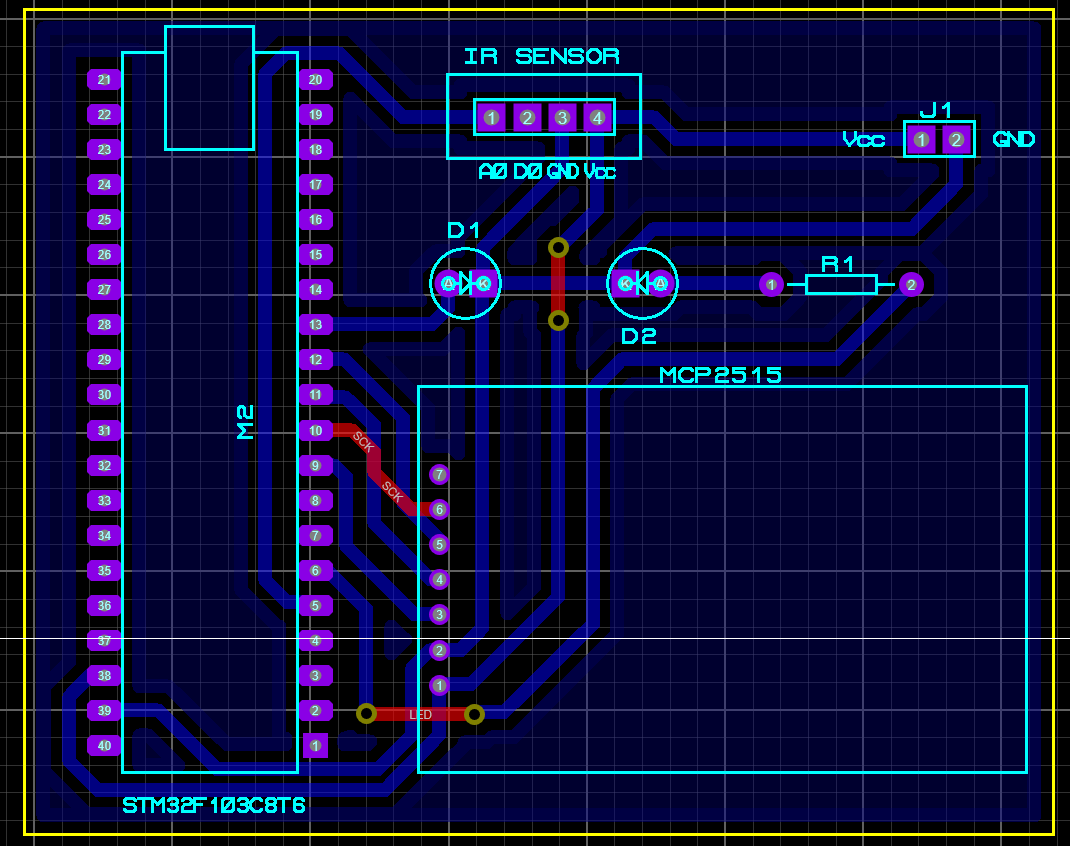 IR SENSOR
1 2 3 4
A0 D0 GND Vcc
J1
Vcc 1 2 GND
21 20
22 19
23 18
24 17
25 16
26 15
27 14
28 13
29 12
30 11
31 10
32 9
33 8
34 7
35 6
36 5
37 4
38 3
39 2
40 1
M2
STM32F103C8T6
D1
A K
K A
D2
R1
1 2
MCP2515
SCK
SCK
7
6
5
4
3
2
1
LED